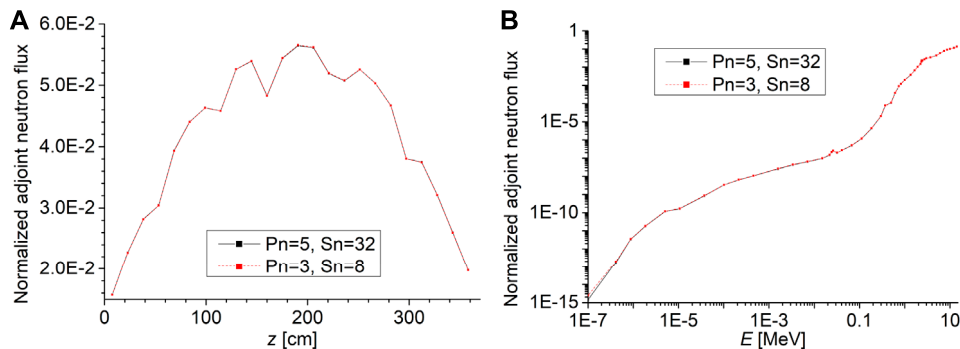 A
Normalized adjoint neutron flux
6.0E-2
5.0E-2
4.0E-2
3.0E-2
2.0E-2
Pn=5, Sn=32
Pn=3, Sn=8
0
100
200
300
z [cm]
B
Normalized adjoint neutron flux
1
1E-5
1E-10
1E-15
Pn=5, Sn=32
Pn=3, Sn=8
1E-7
1E-5
1E-3
0.1
10
E [MeV]